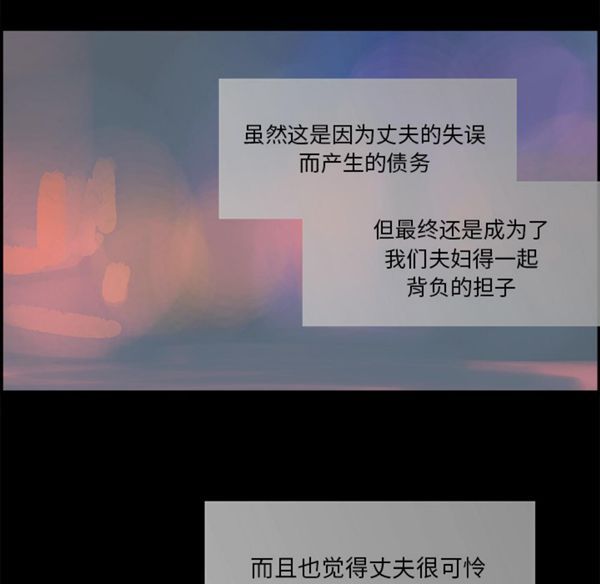 虽然这是因为丈夫的失误
而产生的债务
但最终还是成为了
我们夫妇得一起
背负的担子
而且也觉得丈夫很可怜